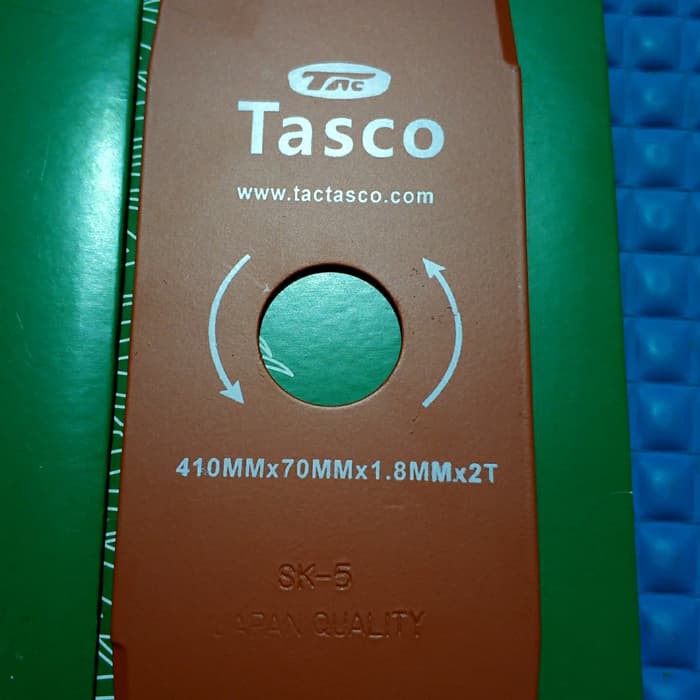 TAC
Tasco
www.tactasco.com
410MMx70MMx1.8MMx2T
SK-5
JAPAN QUALITY